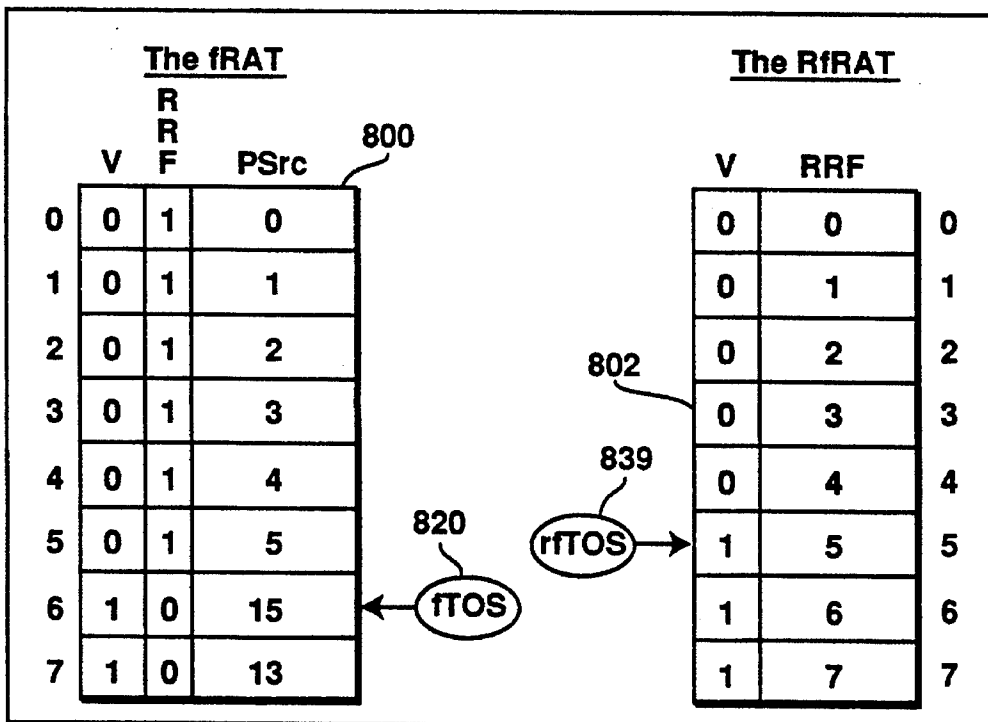 The fRAT
The RfRAT
R
R
V F PSrc 800
V RRF
0 0 1 0
0 0 0
1 0 1 1
0 1 1
2 0 1 2
0 2 2
802
3 0 1 3
0 3 3
839
4 0 1 4
0 4 4
820
5 0 1 5
rfTOS 1 5 5
6 1 0 15 fTOS
1 6 6
7 1 0 13
1 7 7